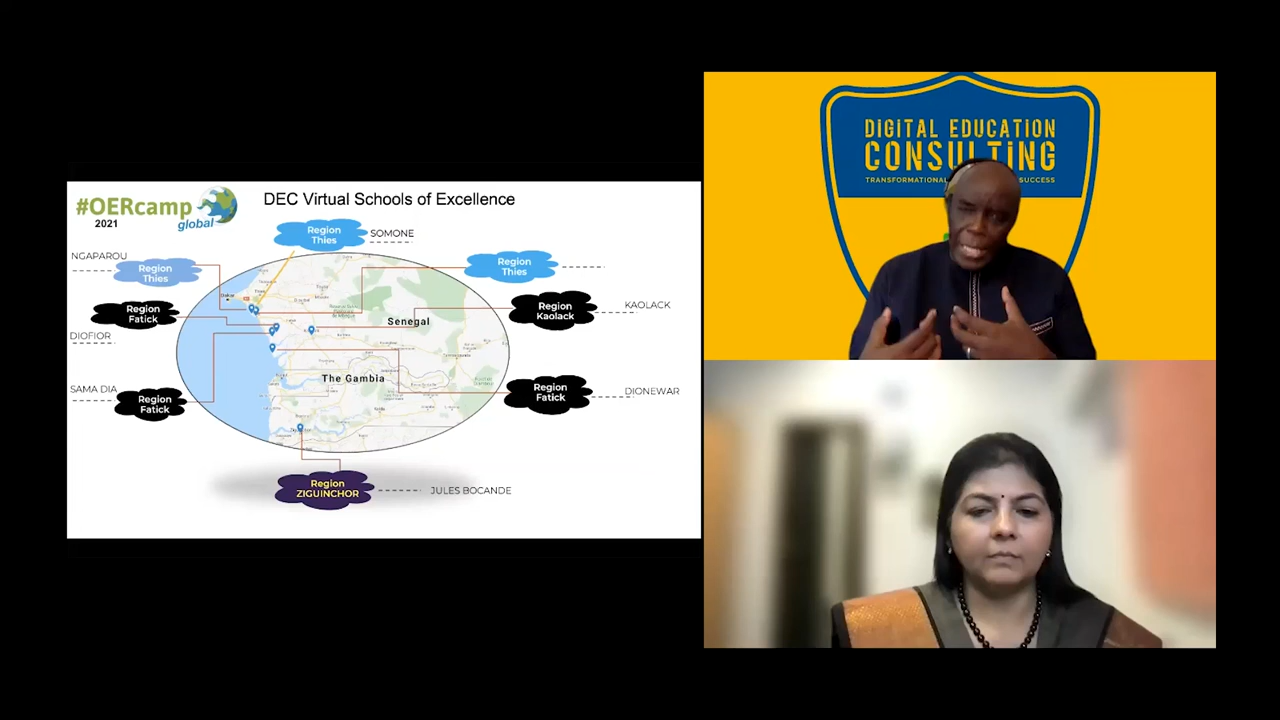 #OERcamp
2021
global
DEC Virtual Schools of Excellence
Region
Thies
SOMONE
NGAPAROU
Region
Thies
Region
Thies
Region
Fatick
Region
Kaolack
KAOLACK
DIOFIOR
Dakar
Senegal
The Gambia
SAMA DIA
Region
Fatick
Region
Fatick
DIONEWAR
Region
ZIGUINCHOR
JULES BOCANDE
DIGITAL EDUCATION
CONSULTING
TRANSFORMATIONAL
SUCCESS